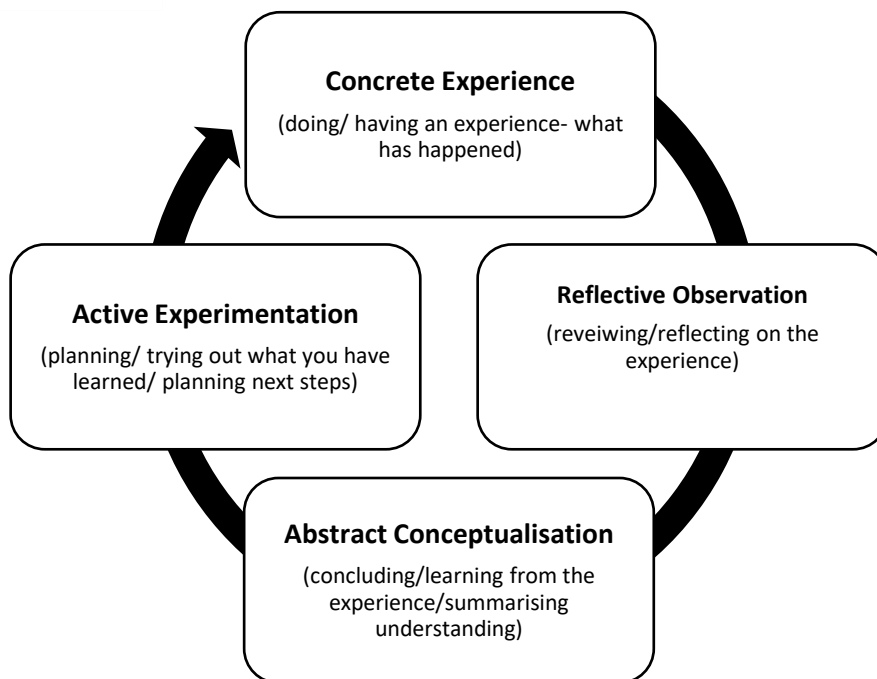 Concrete Experience
(doing/ having an experience- what
has happened)
Reflective Observation
(reveiwing/reflecting on the
experience)
Abstract Conceptualisation
(concluding/learning from the
experience/summarising
understanding)
Active Experimentation
(planning/ trying out what you have
learned/ planning next steps)